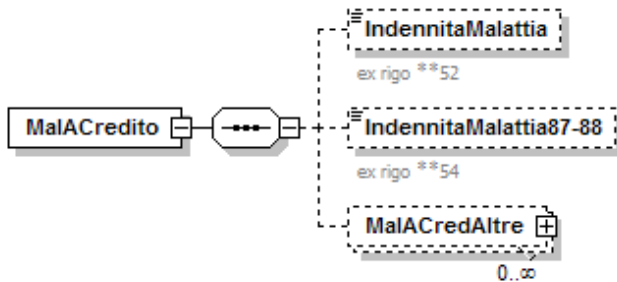 IndennitaMalattia
ex rigo **52
MalACredito
IndennitaMalattia87-88
ex rigo **54
MalACredAltre
0..∞